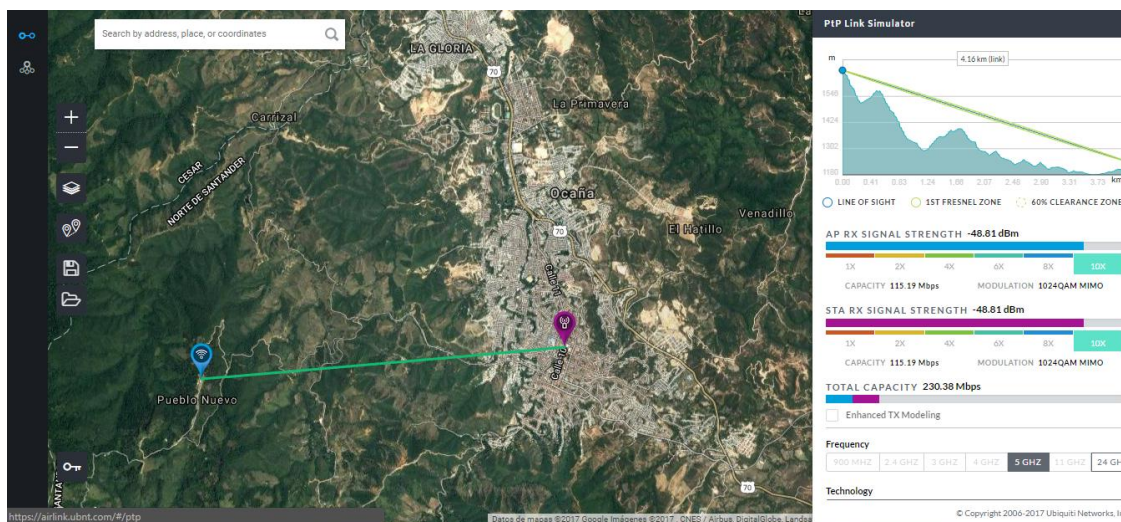 Search by address, place, or coordinates
LA GLORIA
70
La Primavera
Carrizal
CESAR
NORTE DE SANTANDER
Ocaña
70
Venadillo
El Hatillo
Calle 11
Calle 11
Pueblo Nuevo
70
https://airlink.ubnt.com/#/ptp
Datos de mapas ©2017 Google Imágenes ©2017 , CNES / Airbus, DigitalGlobe, Landsa
PtP Link Simulator
m
4.16 km (link)
1546
1424
1302
1180
0.00 0.41 0.83 1.24 1.66 2.07 2.48 2.90 3.31 3.73 km
LINE OF SIGHT 1ST FRESNEL ZONE 60% CLEARANCE ZONE
AP RX SIGNAL STRENGTH -48.81 dBm
1X 2X 4X 6X 8X 10X
CAPACITY 115.19 Mbps MODULATION 1024QAM MIMO
STA RX SIGNAL STRENGTH -48.81 dBm
1X 2X 4X 6X 8X 10X
CAPACITY 115.19 Mbps MODULATION 1024QAM MIMO
TOTAL CAPACITY 230.38 Mbps
Enhanced TX Modeling
Frequency
900 MHZ 2.4 GHZ 3 GHZ 4 GHZ 5 GHZ 11 GHZ 24 GH
Technology
© Copyright 2006-2017 Ubiquiti Networks, In